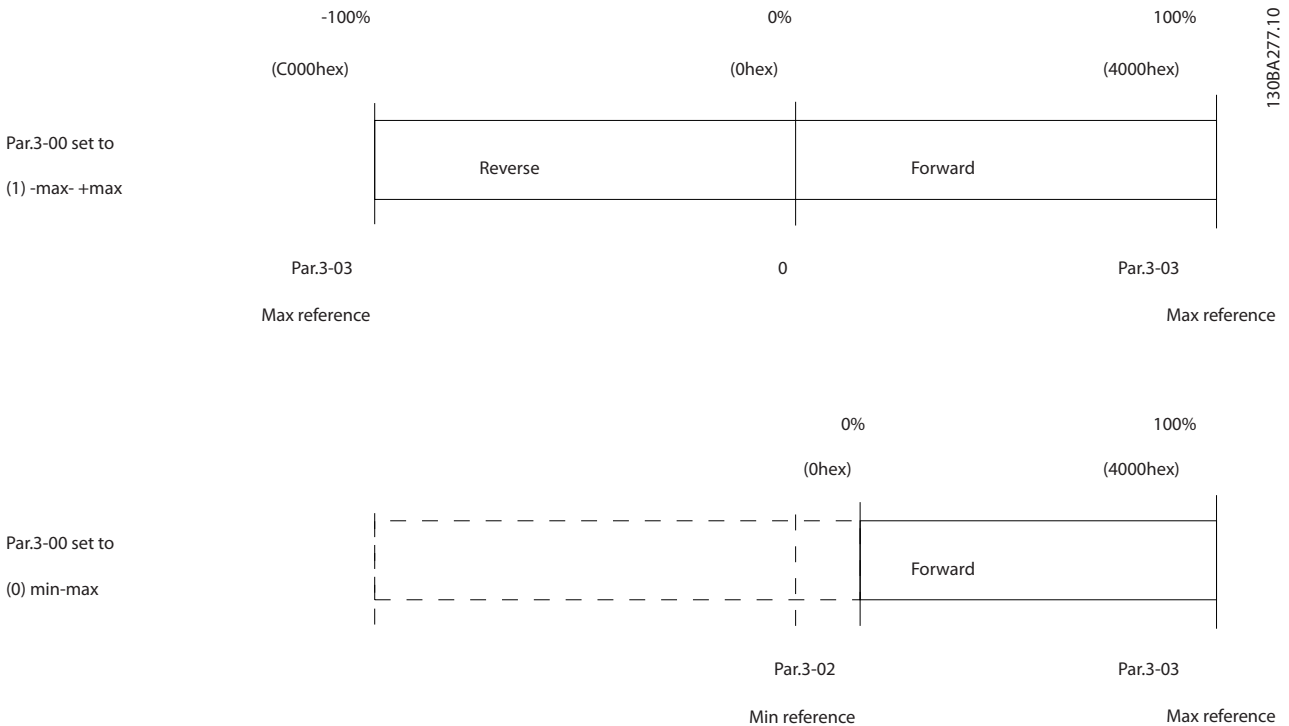 -100% 0% 100%
(C000hex) (0hex) (4000hex)
130BA277.10
Par.3-00 set to
(1) -max- +max
Reverse Forward
Par.3-03 0 Par.3-03
Max reference Max reference
0% 100%
(0hex) (4000hex)
Par.3-00 set to
(0) min-max
Forward
Par.3-02 Par.3-03
Min reference Max reference